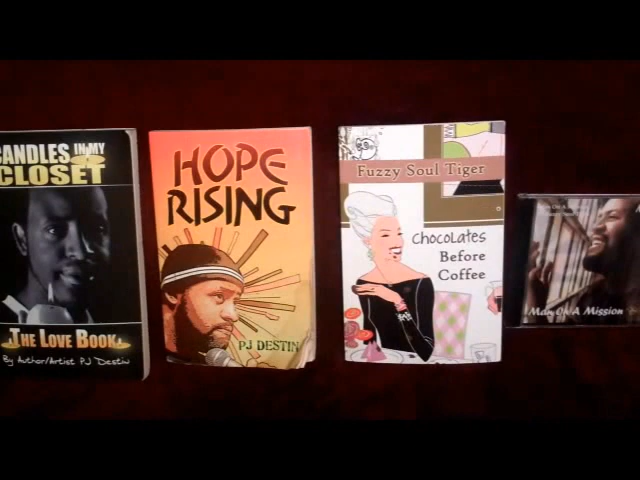 CANDLES IN MY
CLOSET
THE LOVE BOOK
By Author/Artist PJ Destin
HOPE
RISING
PJ DESTIN
Fuzzy Soul Tiger
Chocolates
Before
Coffee
Man On A Mission